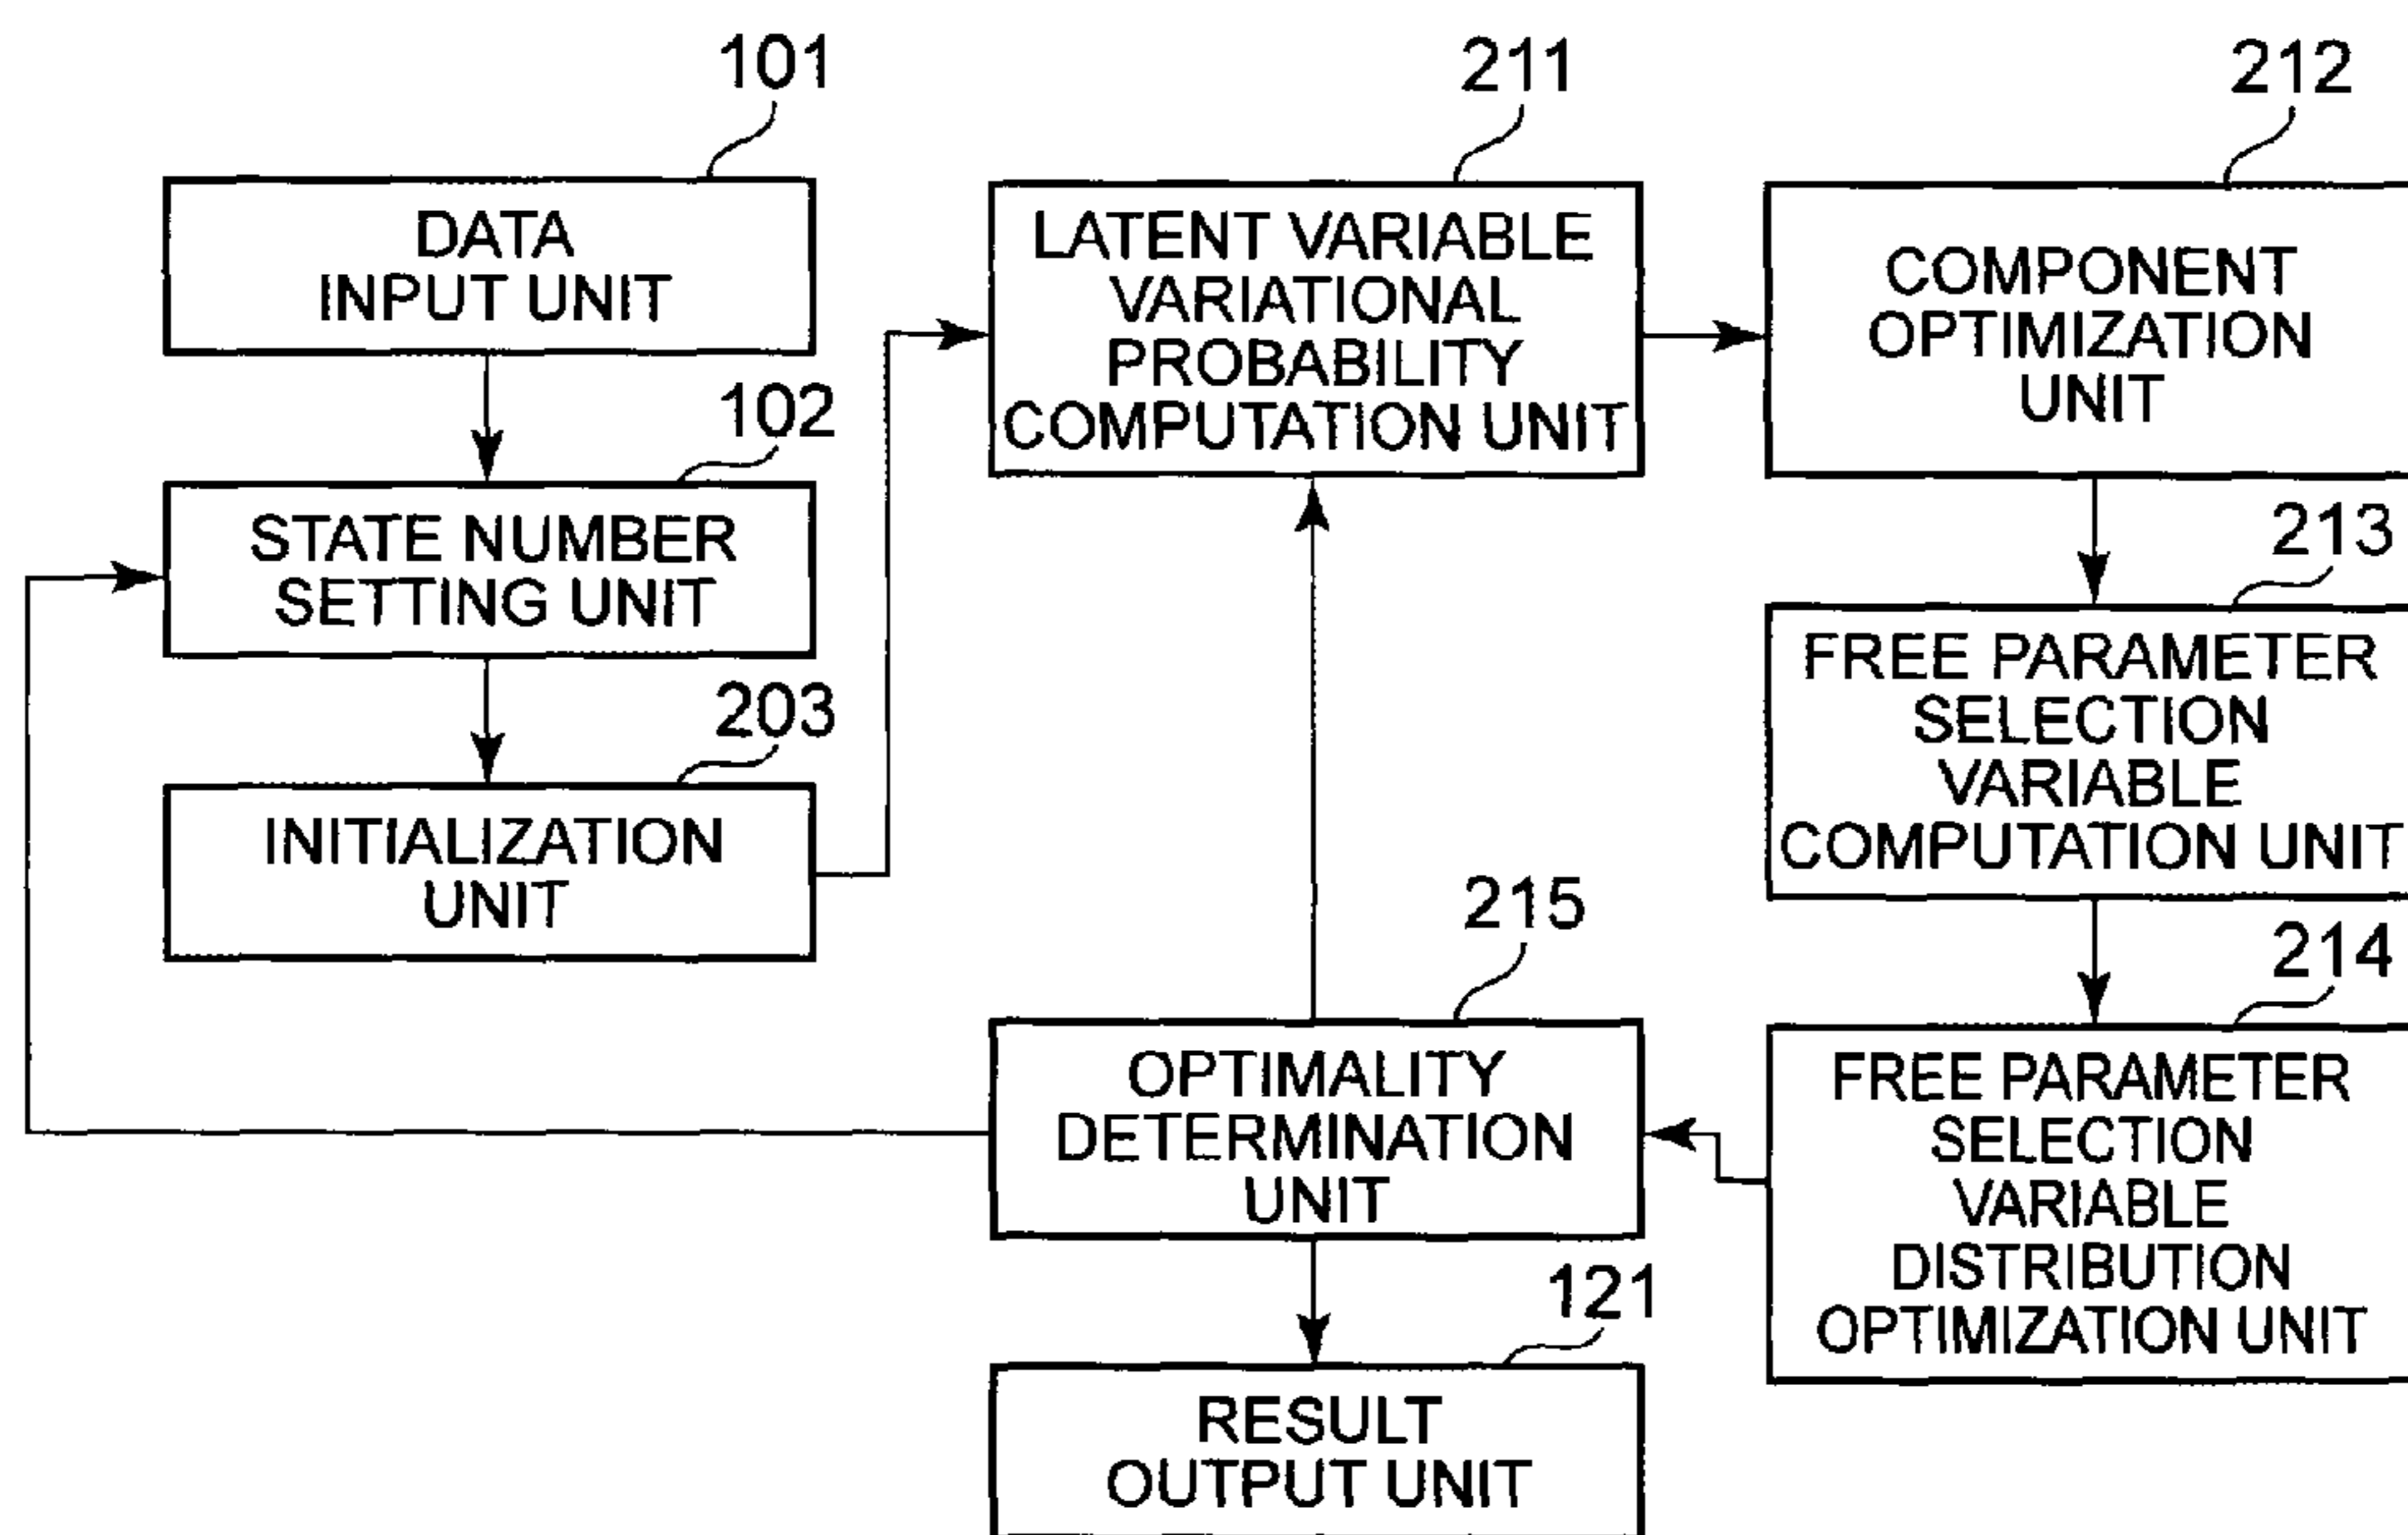 101
DATA
INPUT UNIT
102
STATE NUMBER
SETTING UNIT
203
INITIALIZATION
UNIT
211
LATENT VARIABLE
VARIATIONAL
PROBABILITY
COMPUTATION UNIT
212
COMPONENT
OPTIMIZATION
UNIT
213
FREE PARAMETER
SELECTION
VARIABLE
COMPUTATION UNIT
214
FREE PARAMETER
SELECTION
VARIABLE
DISTRIBUTION
OPTIMIZATION UNIT
215
OPTIMALITY
DETERMINATION
UNIT
121
RESULT
OUTPUT UNIT